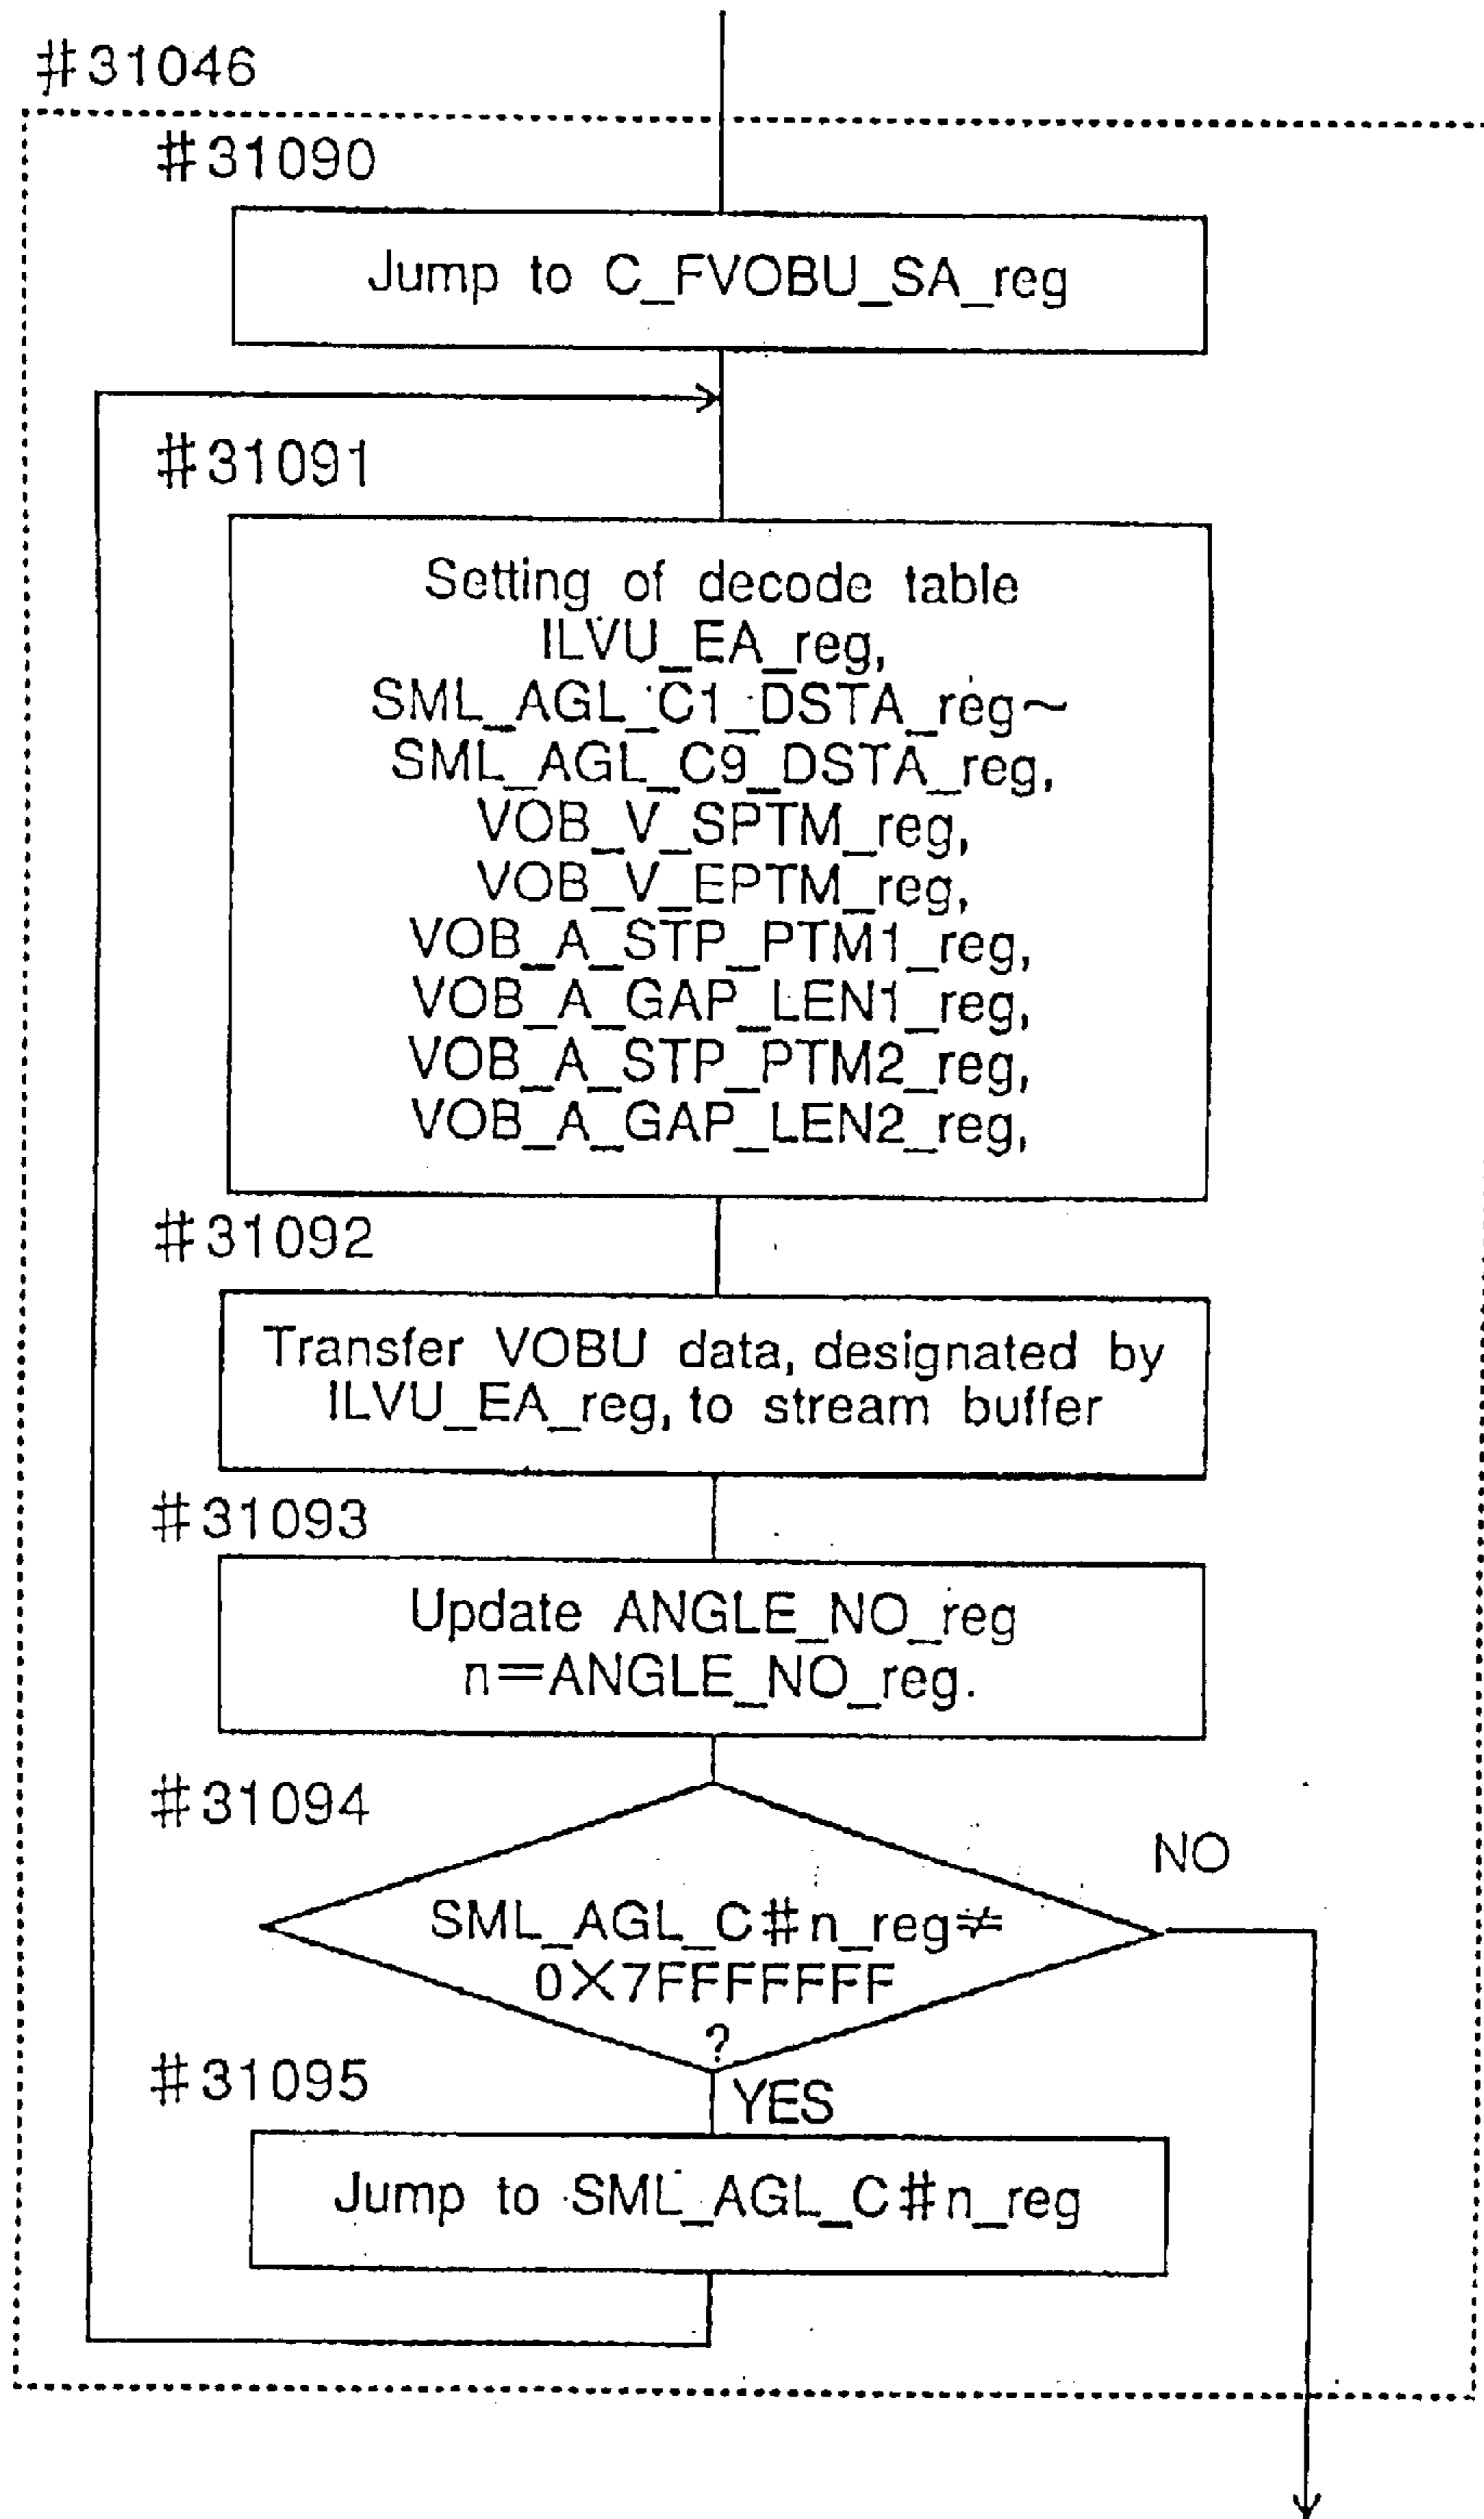 #31046
#31090
Jump to C_FVOBU_SA_reg
#31091
Setting of decode table
ILVU_EA_reg,
SML_AGL_C1_DSTA_reg~
SML_AGL_C9_DSTA_reg,
VOB_V_SPTM_reg,
VOB_V_EPTM_reg,
VOB_A_STP_PTM1_reg,
VOB_A_GAP_LEN1_reg,
VOB_A_STP_PTM2_reg,
VOB_A_GAP_LEN2_reg,
#31092
Transfer VOBU data, designated by
ILVU_EA_reg, to stream buffer
#31093
Update ANGLE_NO_reg
n=ANGLE_NO_reg.
#31094
NO
SML_AGL_C#n_reg≠
0X7FFFFFFF
?
#31095
YES
Jump to SML_AGL_C#n_reg